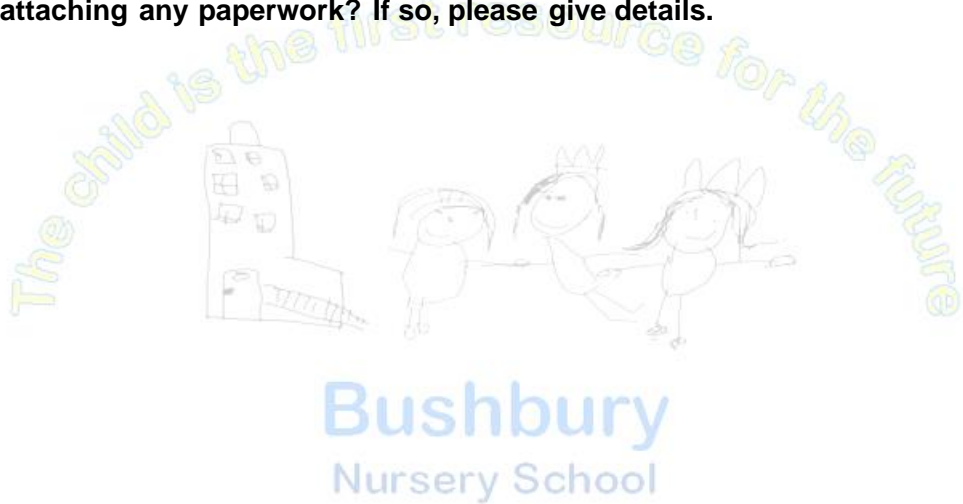 attaching any paperwork? If so, please give details.
The child is the first resource for the future
Bushbury
Nursery School